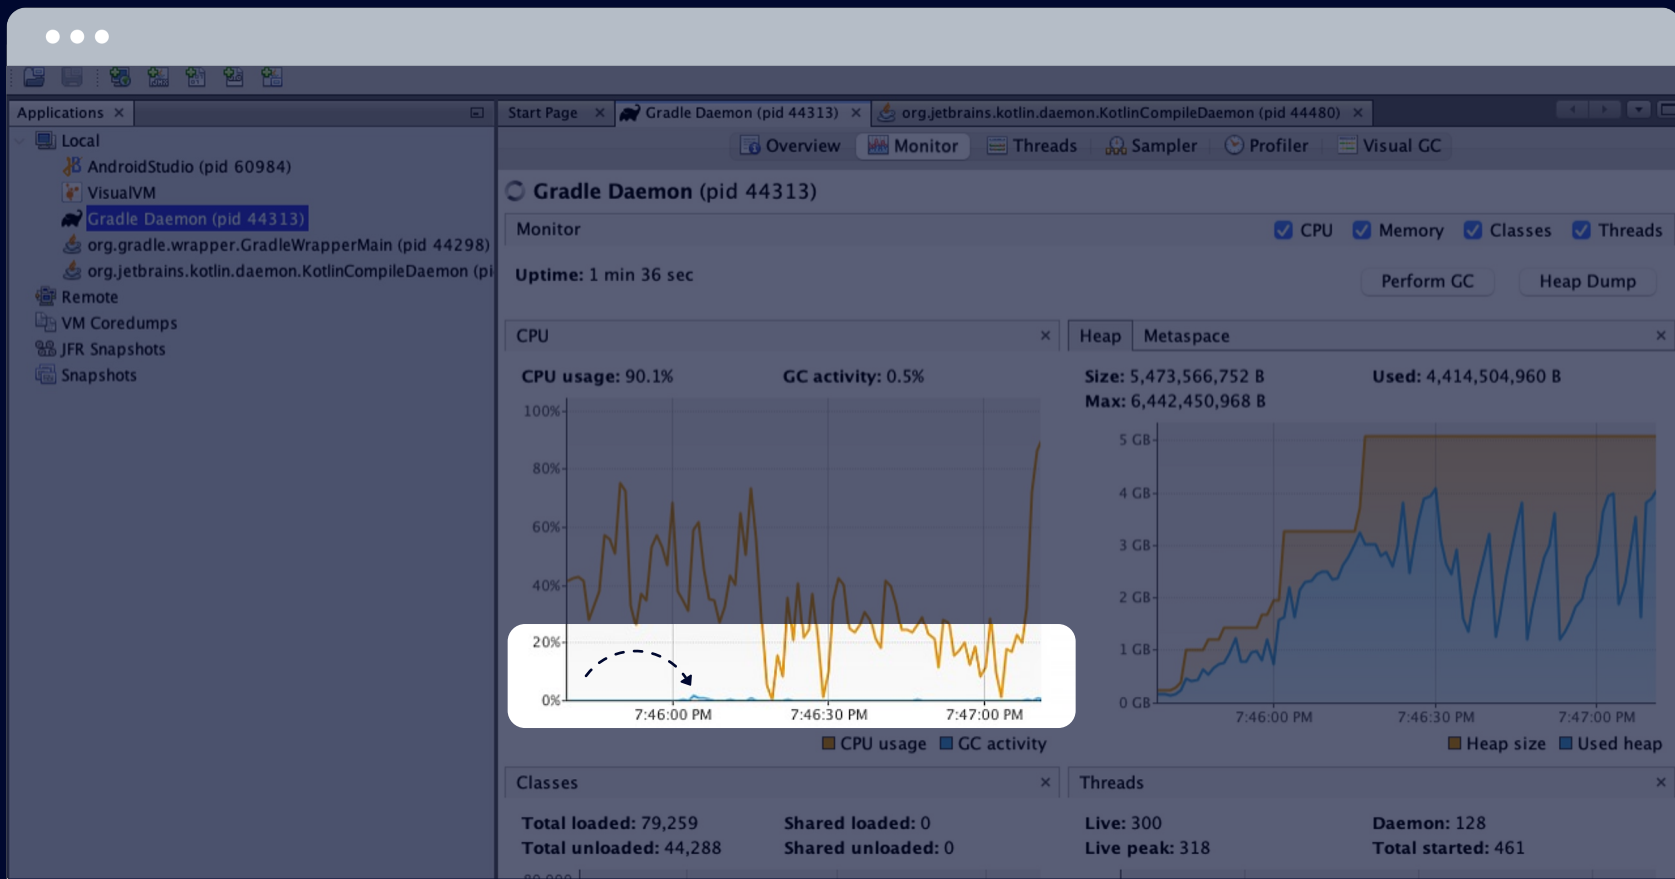 Applications
Start Page
Gradle Daemon (pid 44313)
org.jetbrains.kotlin.daemon.KotlinCompileDaemon (pid 44480)
Local
AndroidStudio (pid 60984)
VisualVM
Gradle Daemon (pid 44313)
org.gradle.wrapper.GradleWrapperMain (pid 44298)
org.jetbrains.kotlin.daemon.KotlinCompileDaemon (pi
Remote
VM Coredumps
JFR Snapshots
Snapshots
Overview
Monitor
Threads
Sampler
Profiler
Visual GC
Gradle Daemon (pid 44313)
Monitor
CPU
Memory
Classes
Threads
Uptime: 1 min 36 sec
Perform GC
Heap Dump
CPU
CPU usage: 90.1%
GC activity: 0.5%
100%
80%
60%
40%
20%
0%
7:46:00 PM
7:46:30 PM
7:47:00 PM
CPU usage
GC activity
Heap
Metaspace
Size: 5,473,566,752 B
Used: 4,414,504,960 B
Max: 6,442,450,968 B
5 GB
4 GB
3 GB
2 GB
1 GB
0 GB
7:46:00 PM
7:46:30 PM
7:47:00 PM
Heap size
Used heap
Classes
Total loaded: 79,259
Shared loaded: 0
Total unloaded: 44,288
Shared unloaded: 0
Threads
Live: 300
Daemon: 128
Live peak: 318
Total started: 461